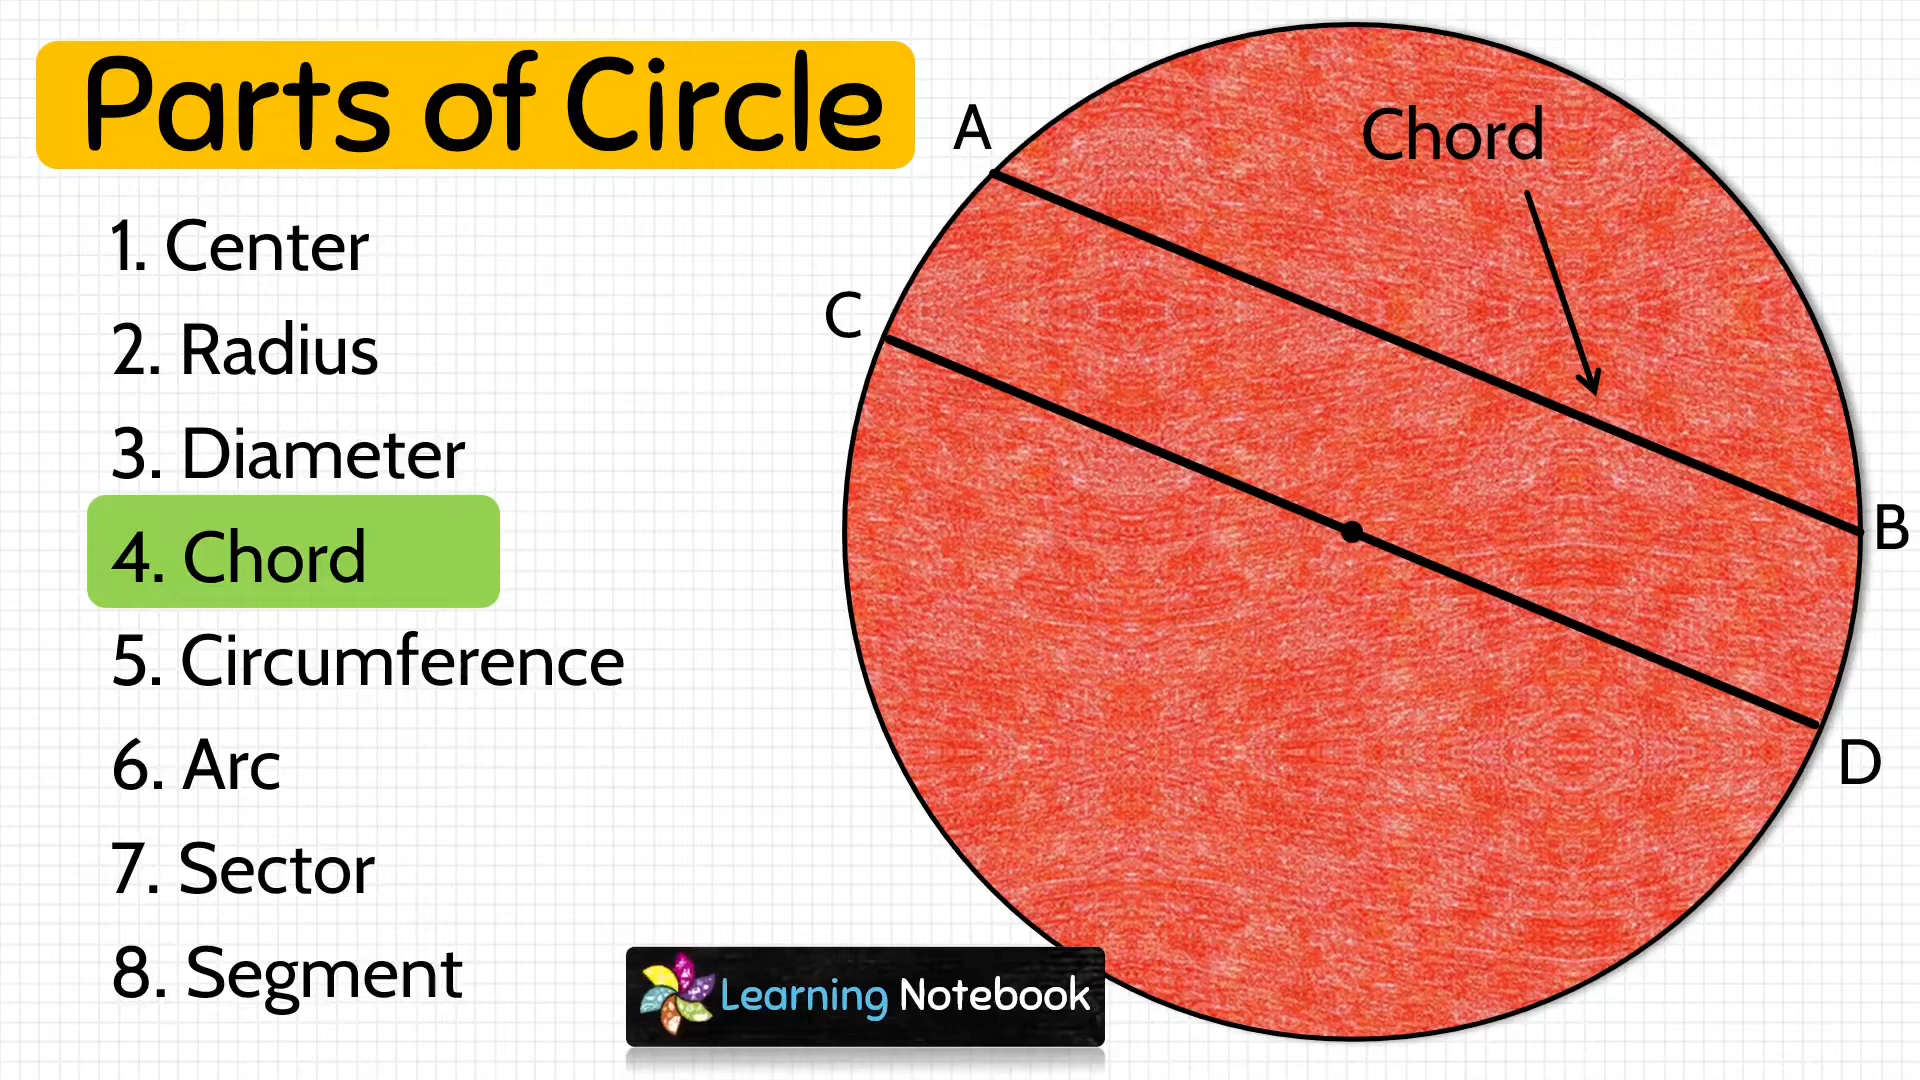 Parts of Circle
1. Center
2. Radius
3. Diameter
4. Chord
5. Circumference
6. Arc
7. Sector
8. Segment
A
Chord
C
B
D
Learning Notebook